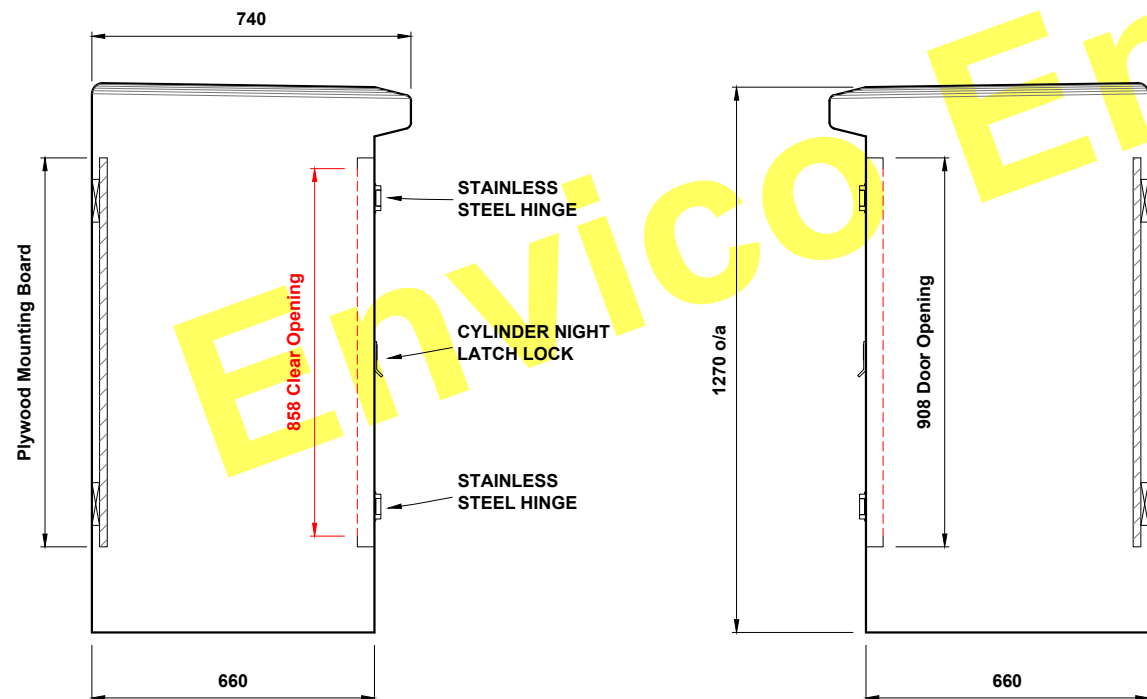 740
STAINLESS
STEEL HINGE
Plywood Mounting Board
858 Clear Opening
CYLINDER NIGHT
LATCH LOCK
STAINLESS
STEEL HINGE
660
1270 o/a
908 Door Opening
660
Envico En